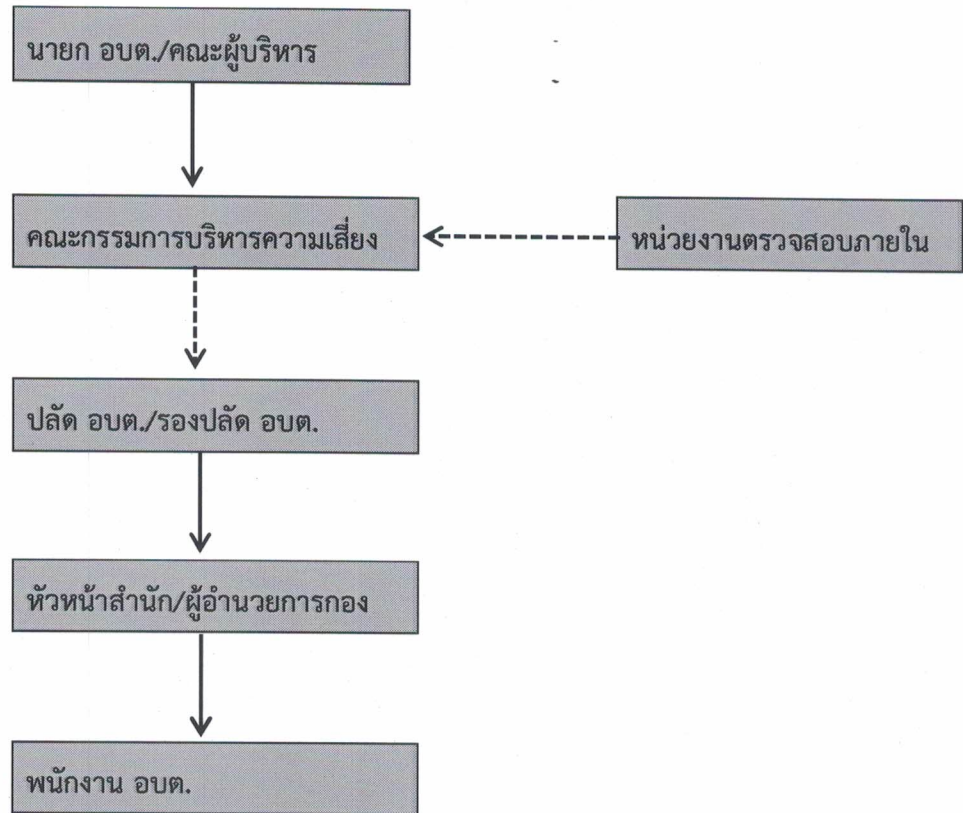 นายก อบต./คณะผู้บริหาร
คณะกรรมการบริหารความเสี่ยง
หน่วยงานตรวจสอบภายใน
ปลัด อบต./รองปลัด อบต.
หัวหน้าสำนัก/ผู้อำนวยการกอง
พนักงาน อบต.